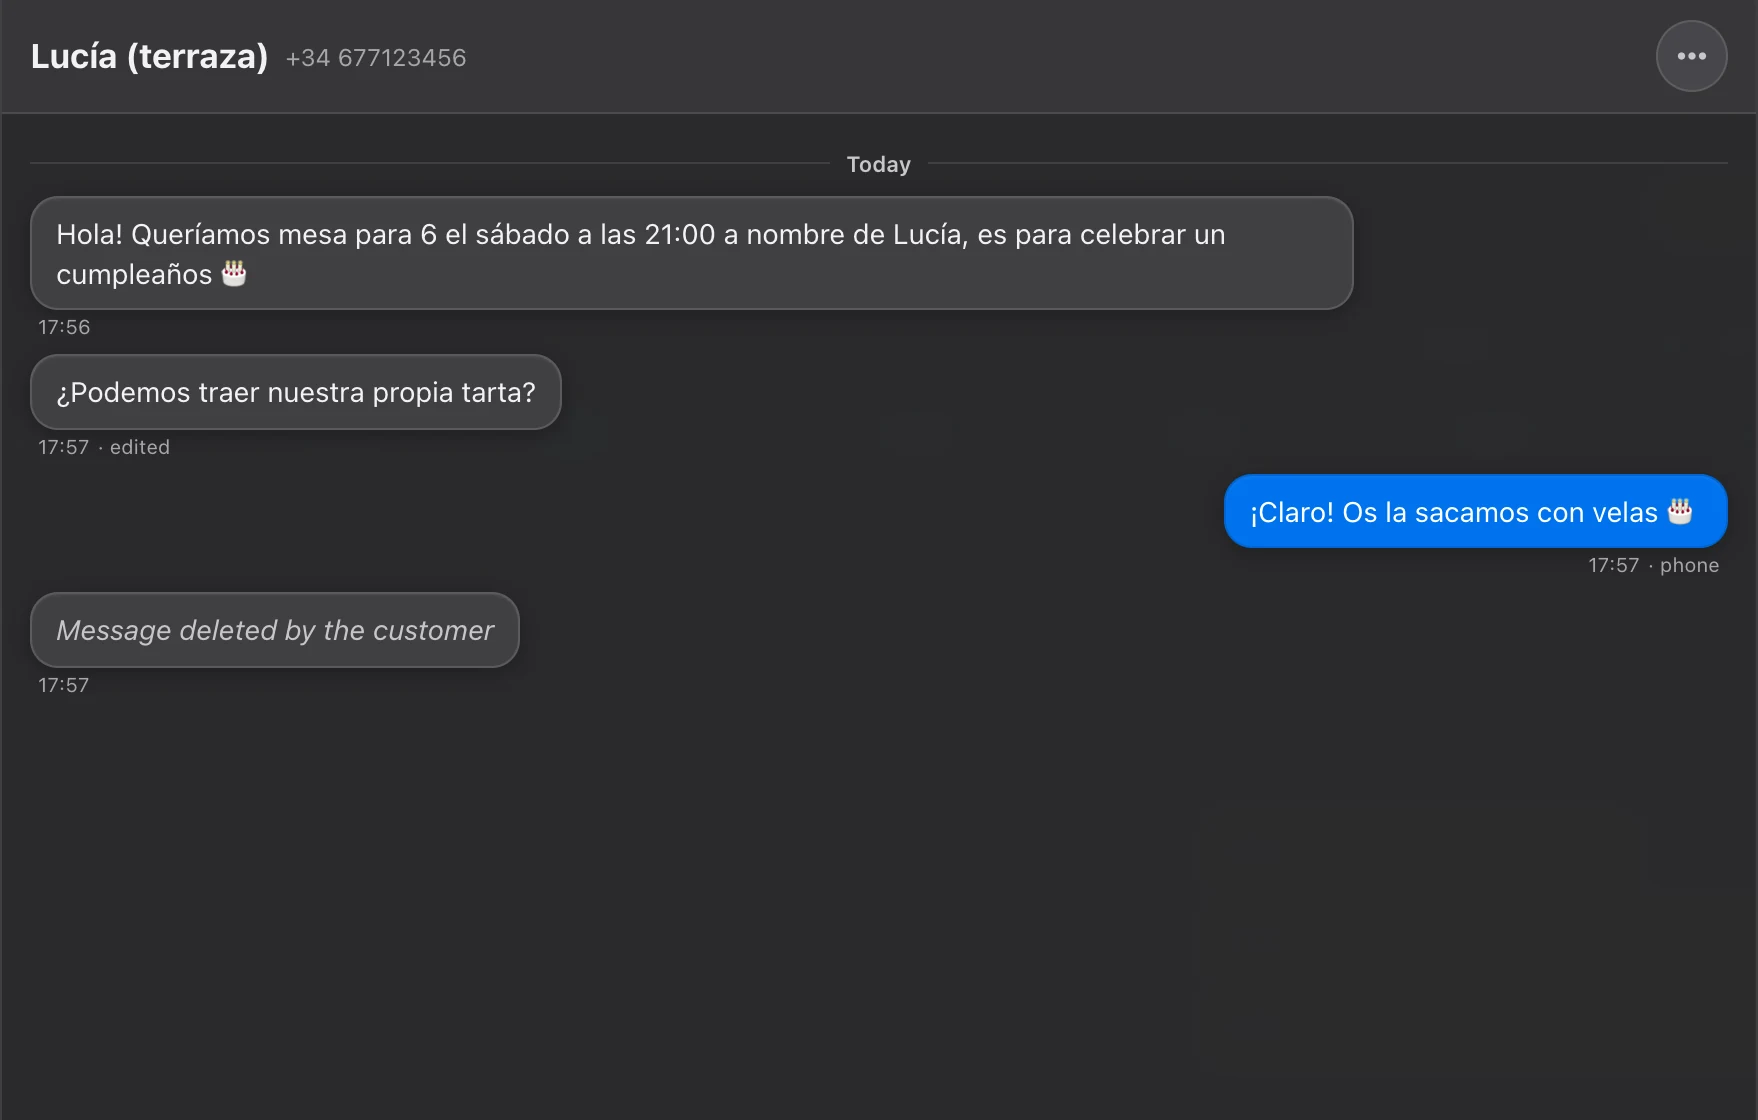 Lucía (terraza) +34 677123456
Today
Hola! Queríamos mesa para 6 el sábado a las 21:00 a nombre de Lucía, es para celebrar un
cumpleaños 🎂
17:56
¿Podemos traer nuestra propia tarta?
17:57 · edited
¡Claro! Os la sacamos con velas 🎂
17:57 · phone
Message deleted by the customer
17:57